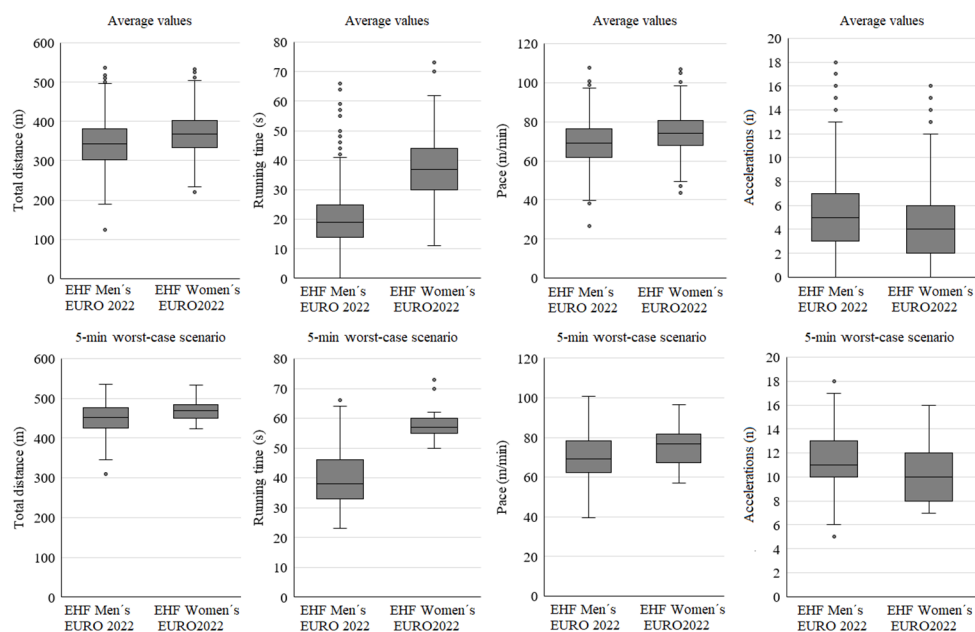 Average values
Average values
Average values
Average values
Total distance (m)
600
500
400
300
200
100
0
EHF Men´s EHF Women´s
EURO 2022 EURO2022
Running time (s)
80
70
60
50
40
30
20
10
0
EHF Men´s EHF Women´s
EURO 2022 EURO2022
Pace (m/min)
120
100
80
60
40
20
0
EHF Men´s EHF Women´s
EURO 2022 EURO2022
Accelerations (n)
20
18
16
14
12
10
8
6
4
2
0
EHF Men´s EHF Women´s
EURO 2022 EURO2022
5-min worst-case scenario
5-min worst-case scenario
5-min worst-case scenario
5-min worst-case scenario
Total distance (m)
600
500
400
300
200
100
0
EHF Men´s EHF Women´s
EURO 2022 EURO2022
Running time (s)
80
70
60
50
40
30
20
10
0
EHF Men´s EHF Women´s
EURO 2022 EURO2022
Pace (m/min)
120
100
80
60
40
20
0
EHF Men´s EHF Women´s
EURO 2022 EURO2022
Accelerations (n)
20
18
16
14
12
10
8
6
4
2
0
EHF Men´s EHF Women´s
EURO 2022 EURO2022